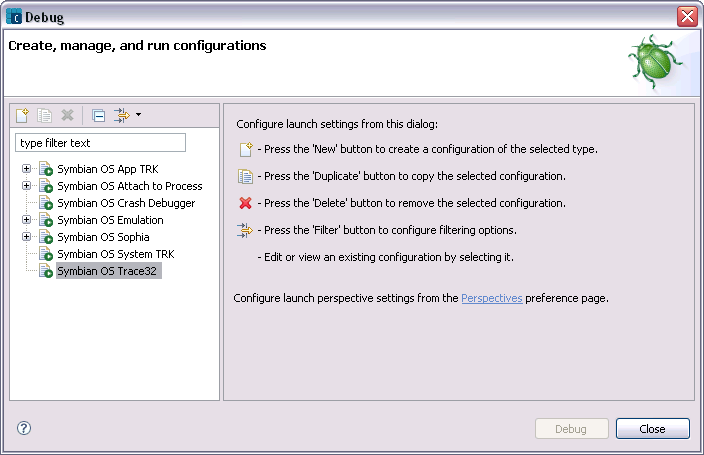 Debug
Create, manage, and run configurations
type filter text
Symbian OS App TRK
Symbian OS Attach to Process
Symbian OS Crash Debugger
Symbian OS Emulation
Symbian OS Sophia
Symbian OS System TRK
Symbian OS Trace32
Configure launch settings from this dialog:
- Press the 'New' button to create a configuration of the selected type.
- Press the 'Duplicate' button to copy the selected configuration.
- Press the 'Delete' button to remove the selected configuration.
- Press the 'Filter' button to configure filtering options.
- Edit or view an existing configuration by selecting it.
Configure launch perspective settings from the Perspectives preference page.
?
Debug
Close